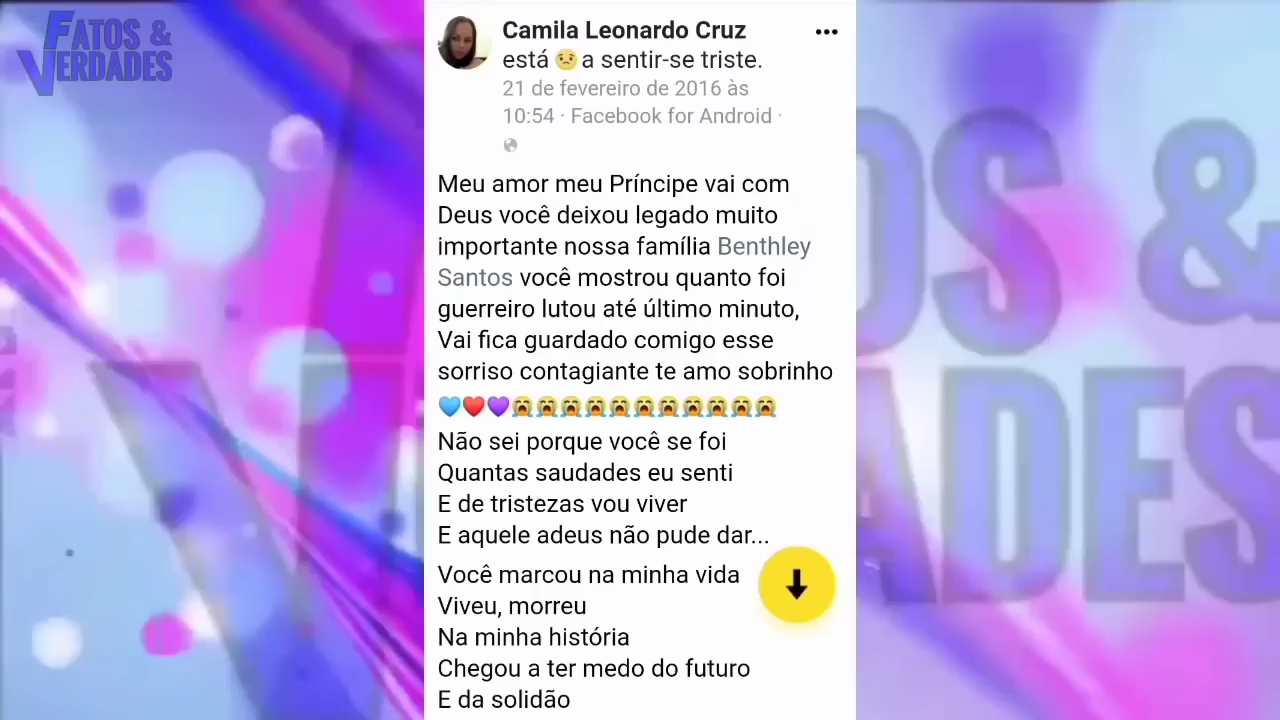 FATOS &
VERDADES
Camila Leonardo Cruz
está 😟 a sentir-se triste.
21 de fevereiro de 2016 às
10:54 · Facebook for Android ·
Meu amor meu Príncipe vai com
Deus você deixou legado muito
importante nossa família Benthley
Santos você mostrou quanto foi
guerreiro lutou até último minuto,
Vai fica guardado comigo esse
sorriso contagiante te amo sobrinho
💙❤️💜😭😭😭😭😭😭😭😭😭😭😭
Não sei porque você se foi
Quantas saudades eu senti
E de tristezas vou viver
E aquele adeus não pude dar...
Você marcou na minha vida
Viveu, morreu
Na minha história
Chegou a ter medo do futuro
E da solidão
OS &
ADES